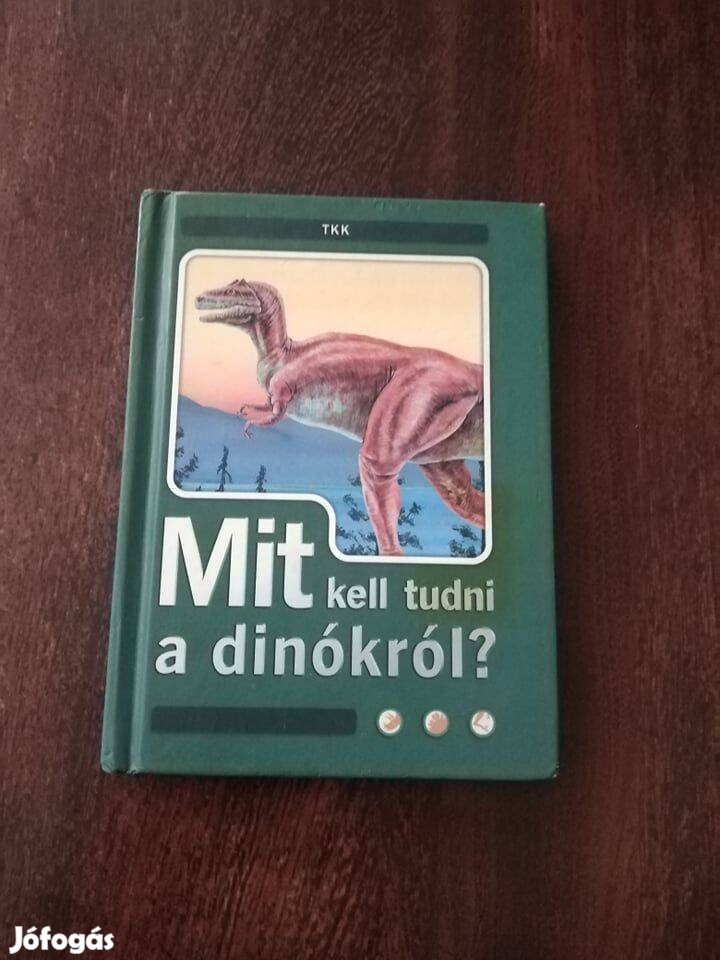 TKK
Mit kell tudni
a dinókról?
Jófogás